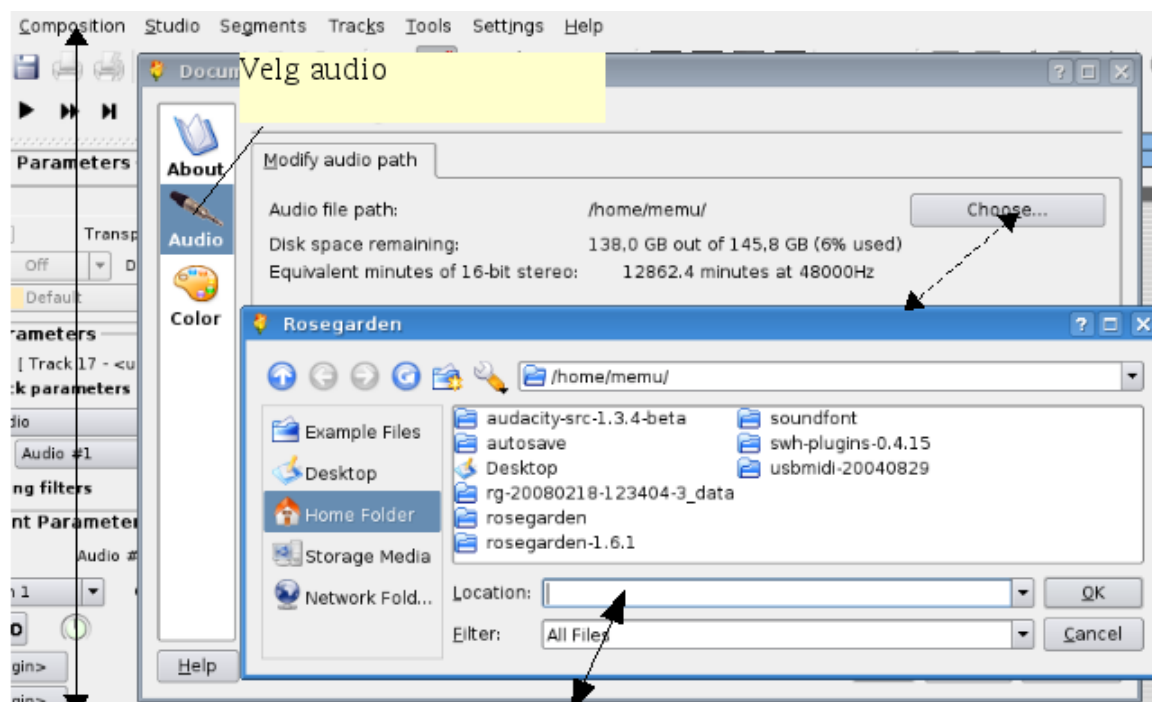 Composition Studio Segments Tracks Tools Settings Help
Velg audio
Parameters
Transp
Off
Default
rameters
[ Track 17 - <u
k parameters
dio
Audio #1
ng filters
nt Parameter
Audio #
n 1
gin>
gin>
Docum
About
Audio
Color
Help
Modify audio path
Audio file path: /home/memu/ Choose...
Disk space remaining: 138,0 GB out of 145,8 GB (6% used)
Equivalent minutes of 16-bit stereo: 12862.4 minutes at 48000Hz
Rosegarden
/home/memu/
Example Files
Desktop
Home Folder
Storage Media
Network Fold...
audacity-src-1.3.4-beta
autosave
Desktop
rg-20080218-123404-3_data
rosegarden
rosegarden-1.6.1
soundfont
swh-plugins-0.4.15
usbmidi-20040829
Location: OK
Filter: All Files Cancel